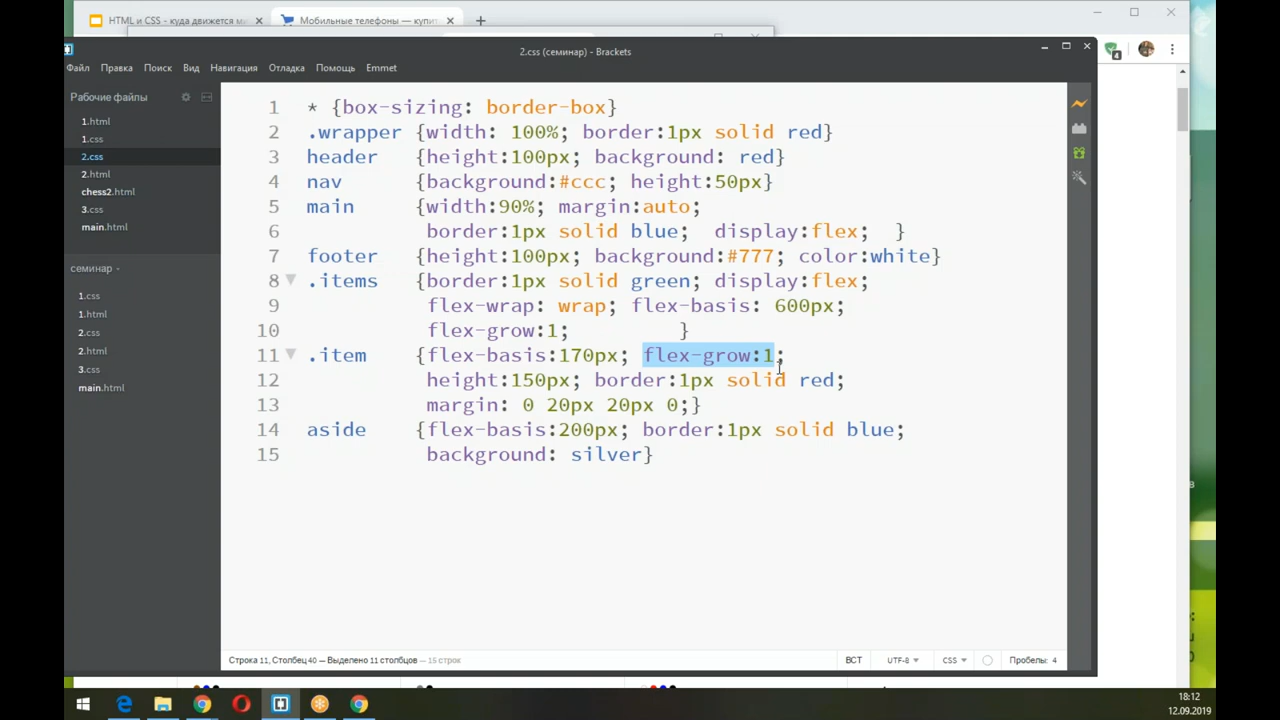 HTML и CSS - куда движется ми
Мобильные телефоны — купит
2.css (семинар) - Brackets
4
Файл Правка Поиск Вид Навигация Отладка Помощь Emmet
Рабочие файлы
1.html
1.css
2.css
2.html
chess2.html
3.css
main.html
семинар
1.css
1.html
2.css
2.html
3.css
main.html
1 * {box-sizing: border-box}
2 .wrapper {width: 100%; border:1px solid red}
3 header {height:100px; background: red}
4 nav {background:#ccc; height:50px}
5 main {width:90%; margin:auto;
6 border:1px solid blue; display:flex; }
7 footer {height:100px; background:#777; color:white}
8 .items {border:1px solid green; display:flex;
9 flex-wrap: wrap; flex-basis: 600px;
10 flex-grow:1; }
11 .item {flex-basis:170px; flex-grow:1;
12 height:150px; border:1px solid red;
13 margin: 0 20px 20px 0;}
14 aside {flex-basis:200px; border:1px solid blue;
15 background: silver}
Строка 11, Столбец 40 — Выделено 11 столбцов — 15 строк
ВСТ UTF-8 CSS Пробелы: 4
18:12
12.09.2019